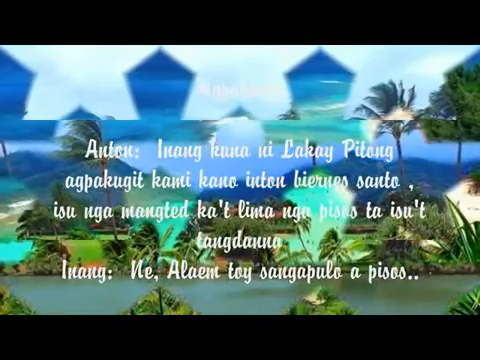 Anton: Inang kuna ni Lakay Pitong
agpakugit kami kano inton biernes santo ,
isu nga mangted ka't lima nga pisos ta isu't
tangdanna
Inang: Ne, Alaem toy sangapulo a pisos..